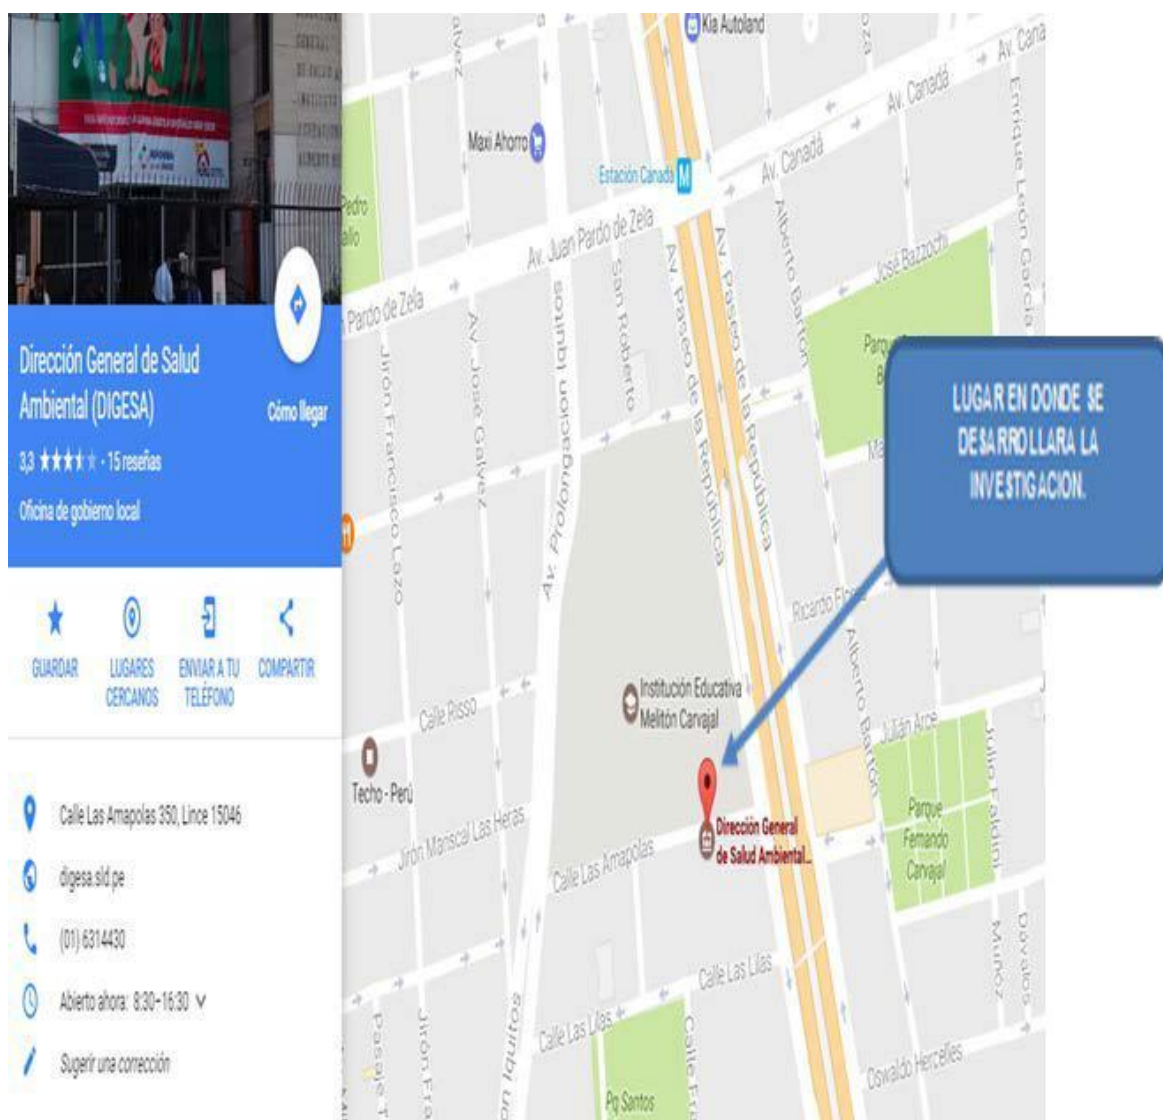 Dirección General de Salud
Ambiental (DIGESA)
Cómo llegar
3,3
- 15 reseñas
Oficina de gobierno local
GUARDAR
LUGARES
CERCANOS
ENVIAR A TU
TELÉFONO
COMPARTIR
Calle Las Amapolas 350, Lince 15046
digesa.sld.pe
(01) 6314430
Abierto ahora: 8:30–16:30
Sugerir una corrección
Kia Autoland
Av. Cana
Av. Canadá
Maxi Ahorro
Estación Canadá
M
Av. Canadá
Enrique León García
Pedro
Av. Juan Pardo de Zela
San Roberto
Alberto Barton
José Bazzochi
Pardo de Zela
Av. José Galvez
Jirón Francisco Lazo
Av. Prolongación Iquitos
Av. Paseo de la República
Av. Paseo de la República
LUGAR EN DONDE SE
DESARROLLARA LA
INVESTIGACION.
Institución Educativa
Melitón Carvajal
Calle Risso
Techo - Perú
Alberto Barton
Julián Arce
Julio Faldini
Jiron Mariscal Las Heras
Dirección General
de Salud Ambiental...
Calle Las Amapolas
Parque
Fernando
Carvajal
Muñoz
Davalos
Calle Las Lilas
Calle Las Lilas
Oswaldo Hercelles
Pq Santos